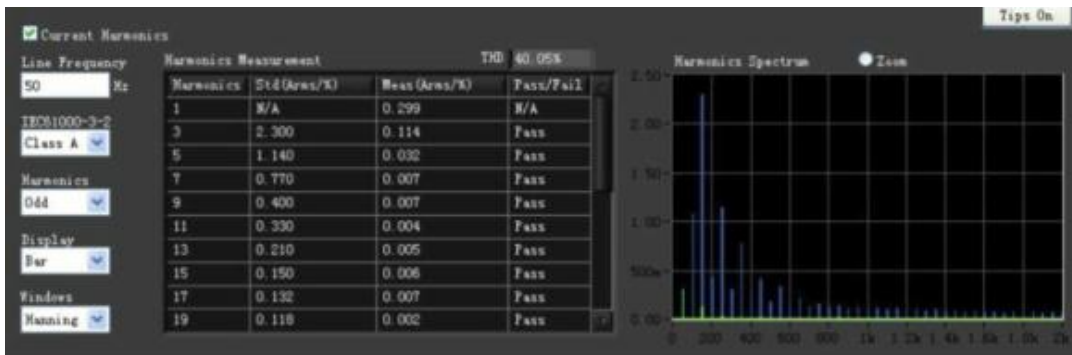 Tips On
Current Harmonics
Line Frequency
50 Hz
IEC61000-3-2
Class A
Harmonics
Odd
Display
Bar
Windows
Hanning
Harmonics Measurement THD 40.05%
Harmonics Std(Arms/%) Meas(Arms/%) Pass/Fail
1 N/A 0.299 N/A
3 2.300 0.114 Pass
5 1.140 0.032 Pass
7 0.770 0.007 Pass
9 0.400 0.007 Pass
11 0.330 0.004 Pass
13 0.210 0.005 Pass
15 0.150 0.006 Pass
17 0.132 0.007 Pass
19 0.118 0.002 Pass
Harmonics Spectrum Zoom
2.50
2.00
1.50
1.00
500m
0.00
0 200 400 600 800 1k 1.2k 1.4k 1.6k 1.8k 2k